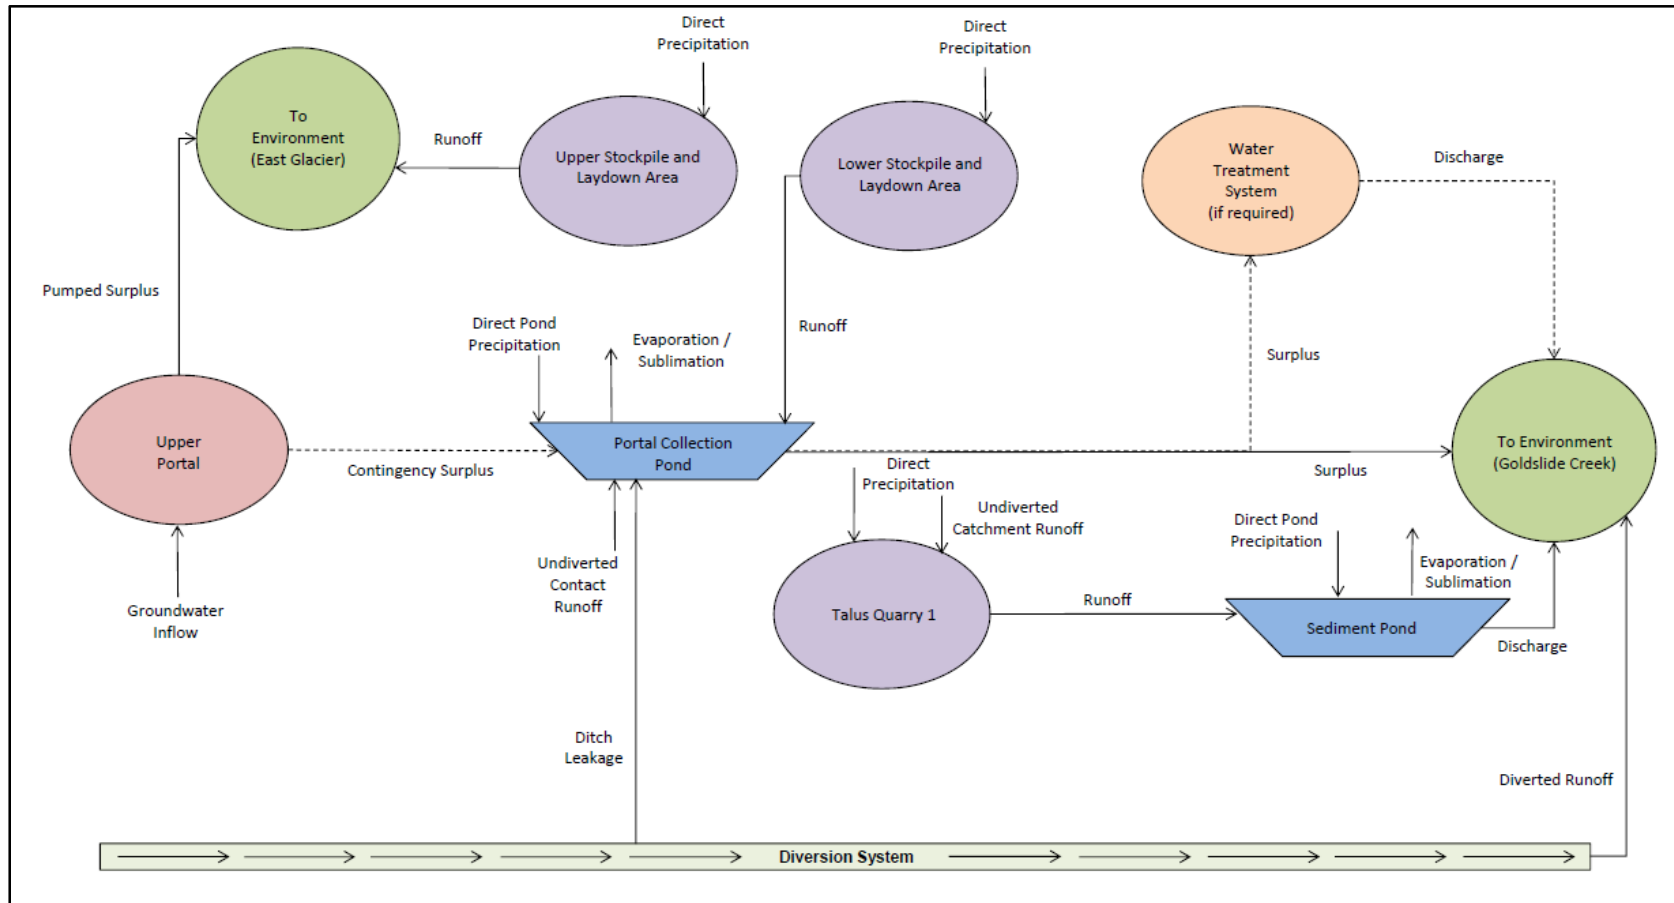 Direct
Precipitation
Direct
Precipitation
To
Environment
(East Glacier)
Runoff
Upper Stockpile and
Laydown Area
Lower Stockpile and
Laydown Area
Water
Treatment
System
(if required)
Discharge
Pumped Surplus
Direct Pond
Precipitation
Evaporation /
Sublimation
Runoff
Surplus
Upper
Portal
Contingency Surplus
Portal Collection
Pond
Surplus
To Environment
(Goldslide Creek)
Direct
Precipitation
Undiverted
Catchment Runoff
Direct Pond
Precipitation
Evaporation /
Sublimation
Groundwater
Inflow
Undiverted
Contact
Runoff
Talus Quarry 1
Runoff
Sediment Pond
Discharge
Ditch
Leakage
Diverted Runoff
Diversion System